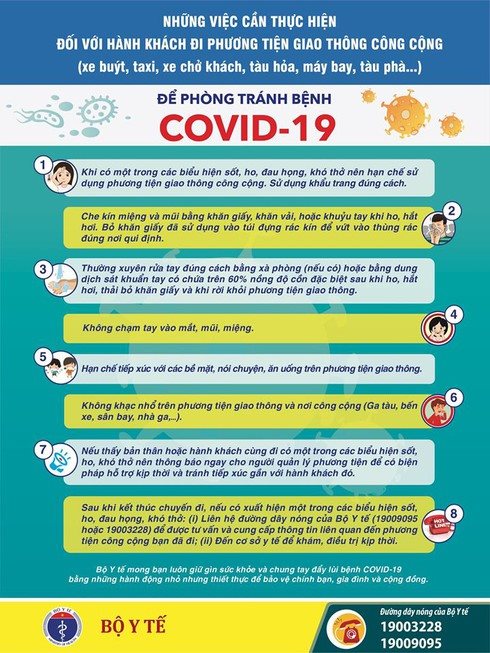 NHỮNG VIỆC CẦN THỰC HIỆN
ĐỐI VỚI HÀNH KHÁCH ĐI PHƯƠNG TIỆN GIAO THÔNG CÔNG CỘNG
(xe buýt, taxi, xe chở khách, tàu hỏa, máy bay, tàu phà...)
ĐỂ PHÒNG TRÁNH BỆNH
COVID-19
1
Khi có một trong các biểu hiện sốt, ho, đau họng, khó thở nên hạn chế sử
dụng phương tiện giao thông công cộng. Sử dụng khẩu trang đúng cách.
2
Che kín miệng và mũi bằng khăn giấy, khăn vải, hoặc khuỷu tay khi ho, hắt
hơi. Bỏ khăn giấy đã sử dụng vào túi đựng rác kín để vứt vào thùng rác
đúng nơi qui định.
3
Thường xuyên rửa tay đúng cách bằng xà phòng (nếu có) hoặc bằng dung
dịch sát khuẩn tay có chứa trên 60% nồng độ cồn đặc biệt sau khi ho, hắt
hơi, thải bỏ khăn giấy và khi rời khỏi phương tiện giao thông.
4
Không chạm tay vào mắt, mũi, miệng.
5
Hạn chế tiếp xúc với các bề mặt, nói chuyện, ăn uống trên phương tiện giao thông.
6
Không khạc nhổ trên phương tiện giao thông và nơi công cộng (Ga tàu, bến
xe, sân bay, nhà ga,..).
7
Nếu thấy bản thân hoặc hành khách cùng đi có một trong các biểu hiện sốt,
ho, khó thở nên thông báo ngay cho người quản lý phương tiện để có biện
pháp hỗ trợ kịp thời và tránh tiếp xúc gần với hành khách đó.
8
Sau khi kết thúc chuyến đi, nếu có xuất hiện một trong các biểu hiện sốt,
ho, đau họng, khó thở: (i) Liên hệ đường dây nóng của Bộ Y tế (19009095
hoặc 19003228) để được tư vấn và cung cấp thông tin liên quan đến phương
tiện công cộng bạn đã đi; (ii) Đến cơ sở y tế để khám, điều trị kịp thời.
HOT LINE
Bộ Y tế mong bạn luôn giữ gìn sức khỏe và chung tay đẩy lùi bệnh COVID-19
bằng những hành động nhỏ nhưng thiết thực để bảo vệ chính bạn, gia đình và cộng đồng.
BỘ Y TẾ
BỘ Y TẾ
Đường dây nóng của Bộ Y tế
19003228
19009095